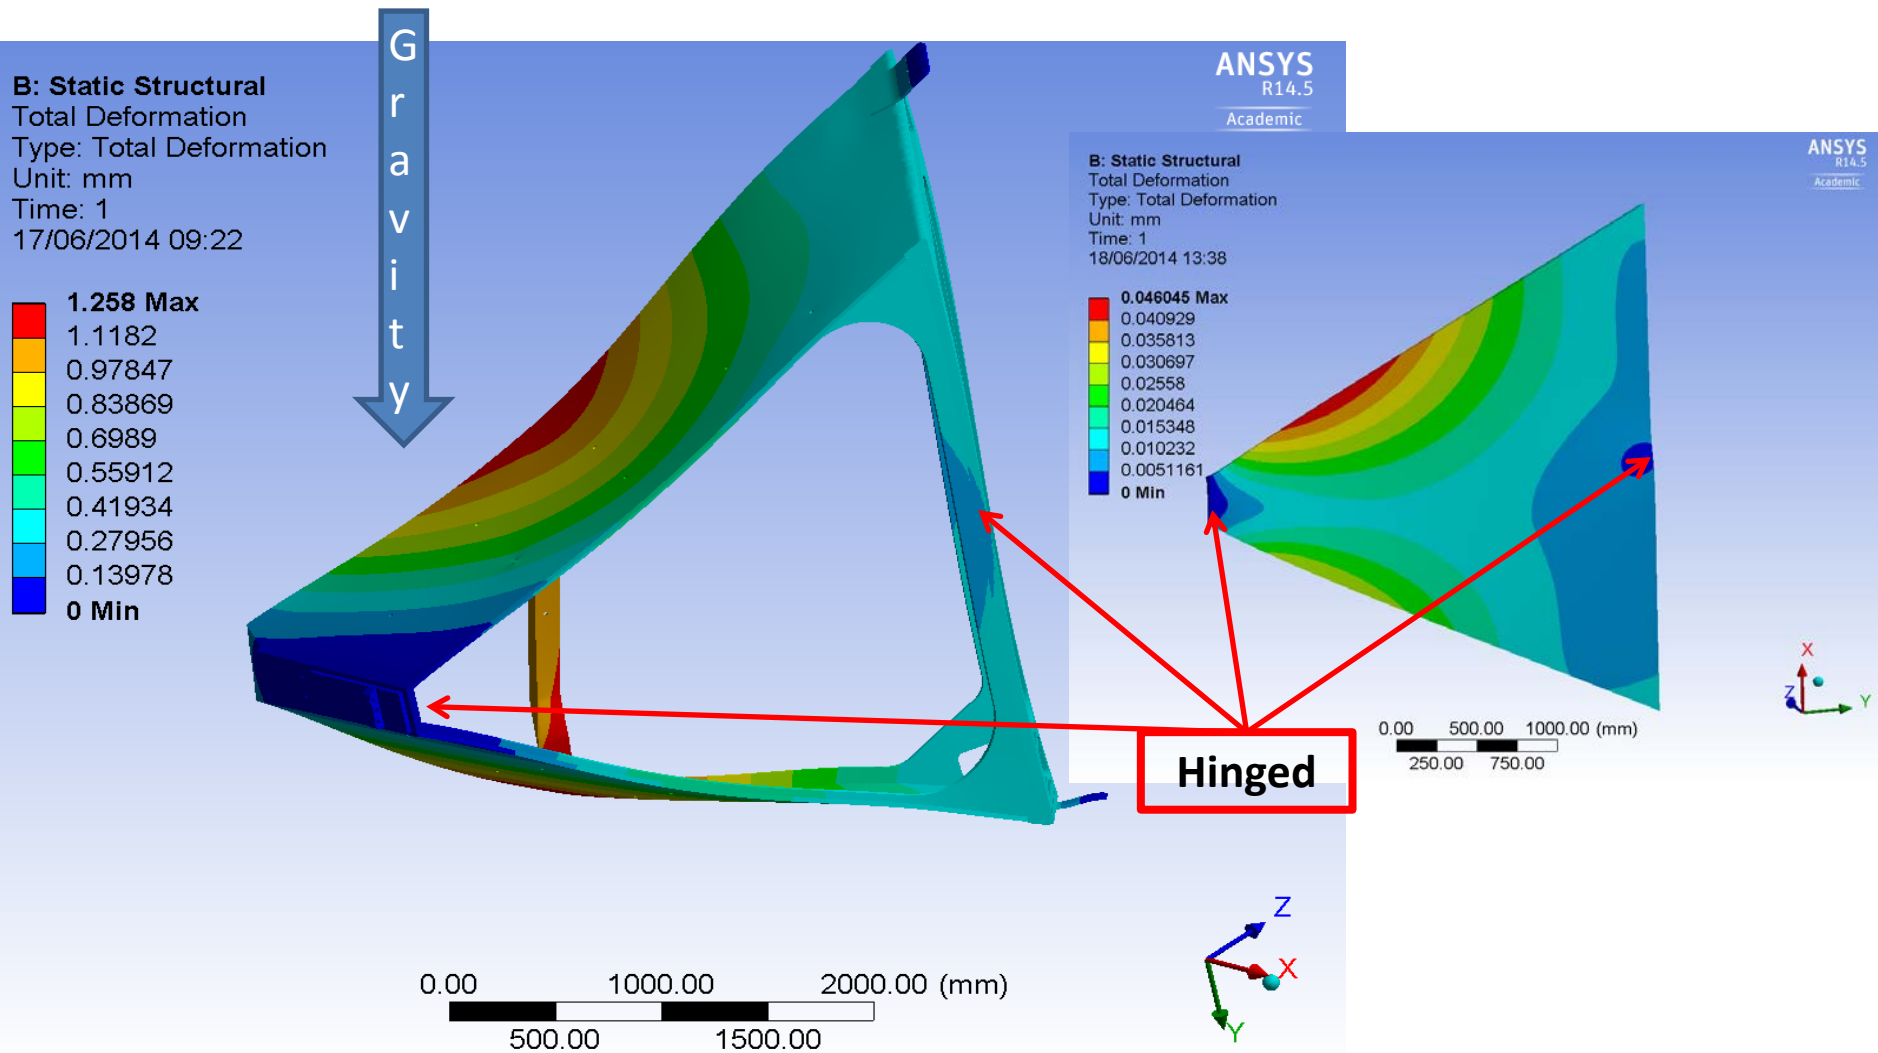 Gravity
B: Static Structural
Total Deformation
Type: Total Deformation
Unit: mm
Time: 1
17/06/2014 09:22
1.258 Max
1.1182
0.97847
0.83869
0.6989
0.55912
0.41934
0.27956
0.13978
0 Min
ANSYS
R14.5
Academic
B: Static Structural
Total Deformation
Type: Total Deformation
Unit: mm
Time: 1
18/06/2014 13:38
0.046045 Max
0.040929
0.035813
0.030697
0.02558
0.020464
0.015348
0.010232
0.0051161
0 Min
ANSYS
R14.5
Academic
X
Z
Y
0.00 500.00 1000.00 (mm)
250.00 750.00
Hinged
Z
X
Y
0.00 1000.00 2000.00 (mm)
500.00 1500.00